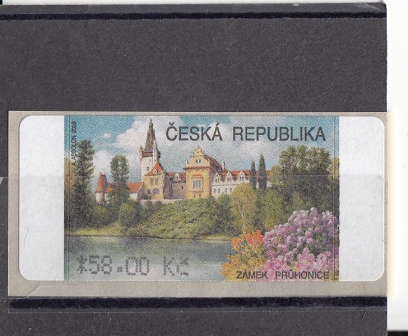 ČESKÁ REPUBLIKA
*58.00 Kč
ZÁMEK PRŮHONICE